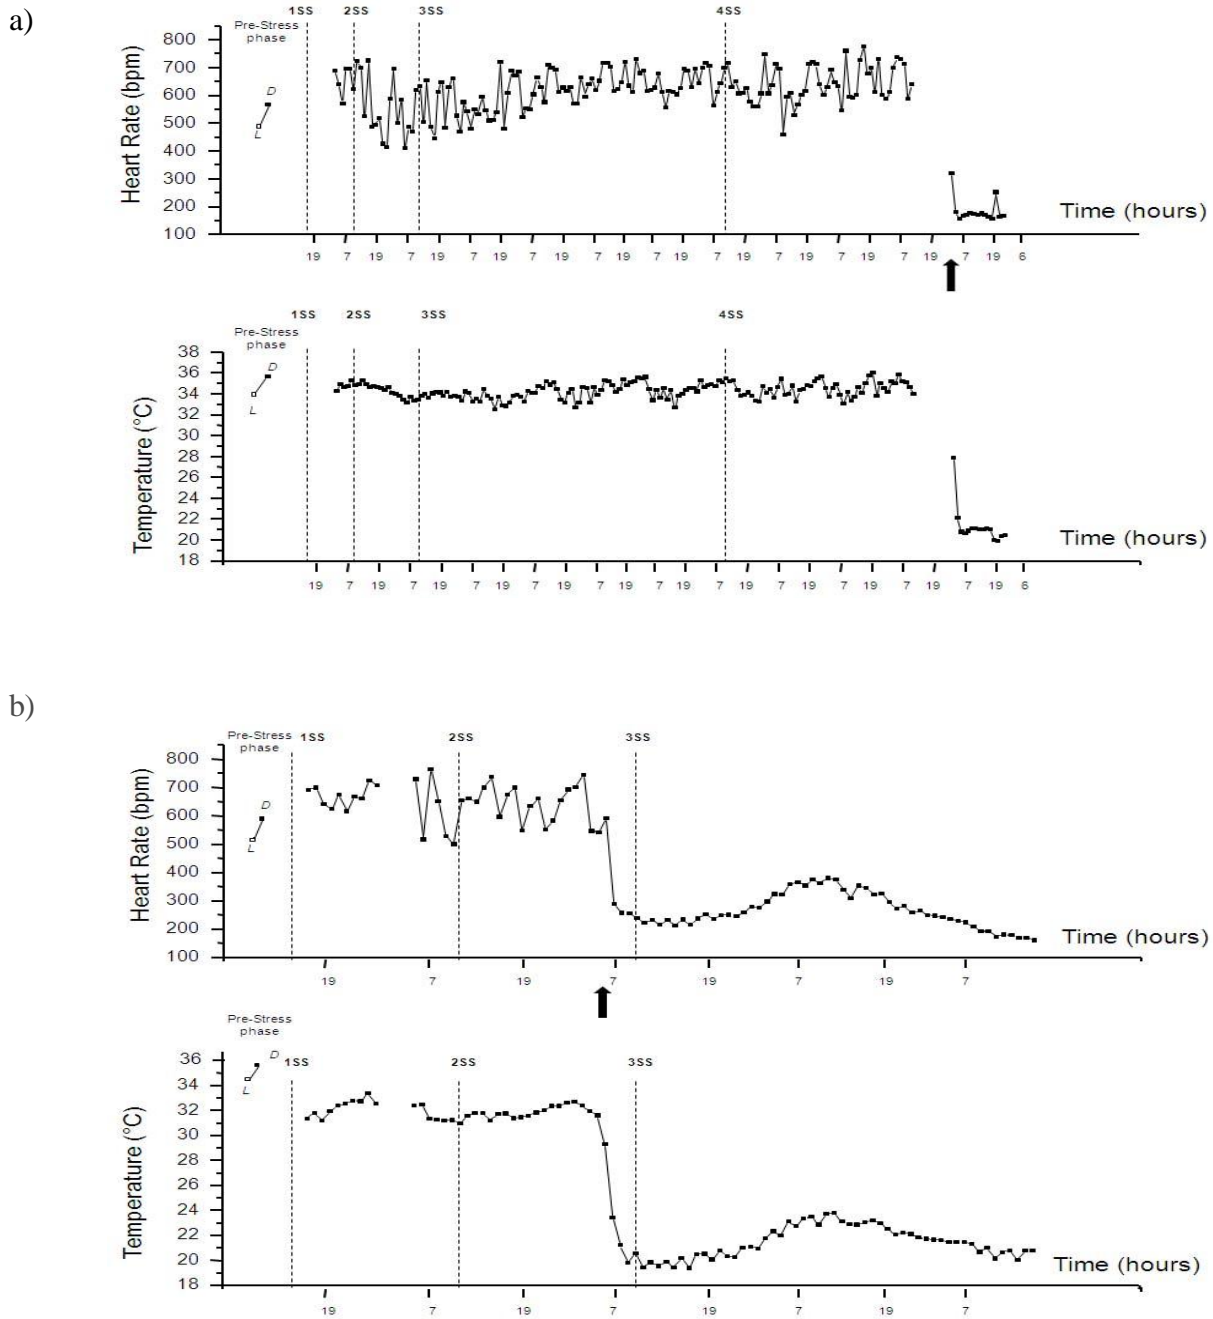 a)
1SS 2SS 3SS 4SS
Pre-Stress
phase
D
L
Heart Rate (bpm)
800
700
600
500
400
300
200
100
Time (hours)
19 7 19 7 19 7 19 7 19 7 19 7 19 7 19 7 19 7 19 7 19 7 19 6
1SS 2SS 3SS 4SS
Pre-Stress
phase
D
L
Temperature (°C)
38
36
34
32
30
28
26
24
22
20
18
Time (hours)
19 7 19 7 19 7 19 7 19 7 19 7 19 7 19 7 19 7 19 7 19 7 19 6
b)
Pre-Stress
phase
1SS 2SS 3SS
D
L
Heart Rate (bpm)
800
700
600
500
400
300
200
100
Time (hours)
19 7 19 7 19 7 19 7
Pre-Stress
phase
D
L
1SS 2SS 3SS
Temperature (°C)
36
34
32
30
28
26
24
22
20
18
Time (hours)
19 7 19 7 19 7 19 7